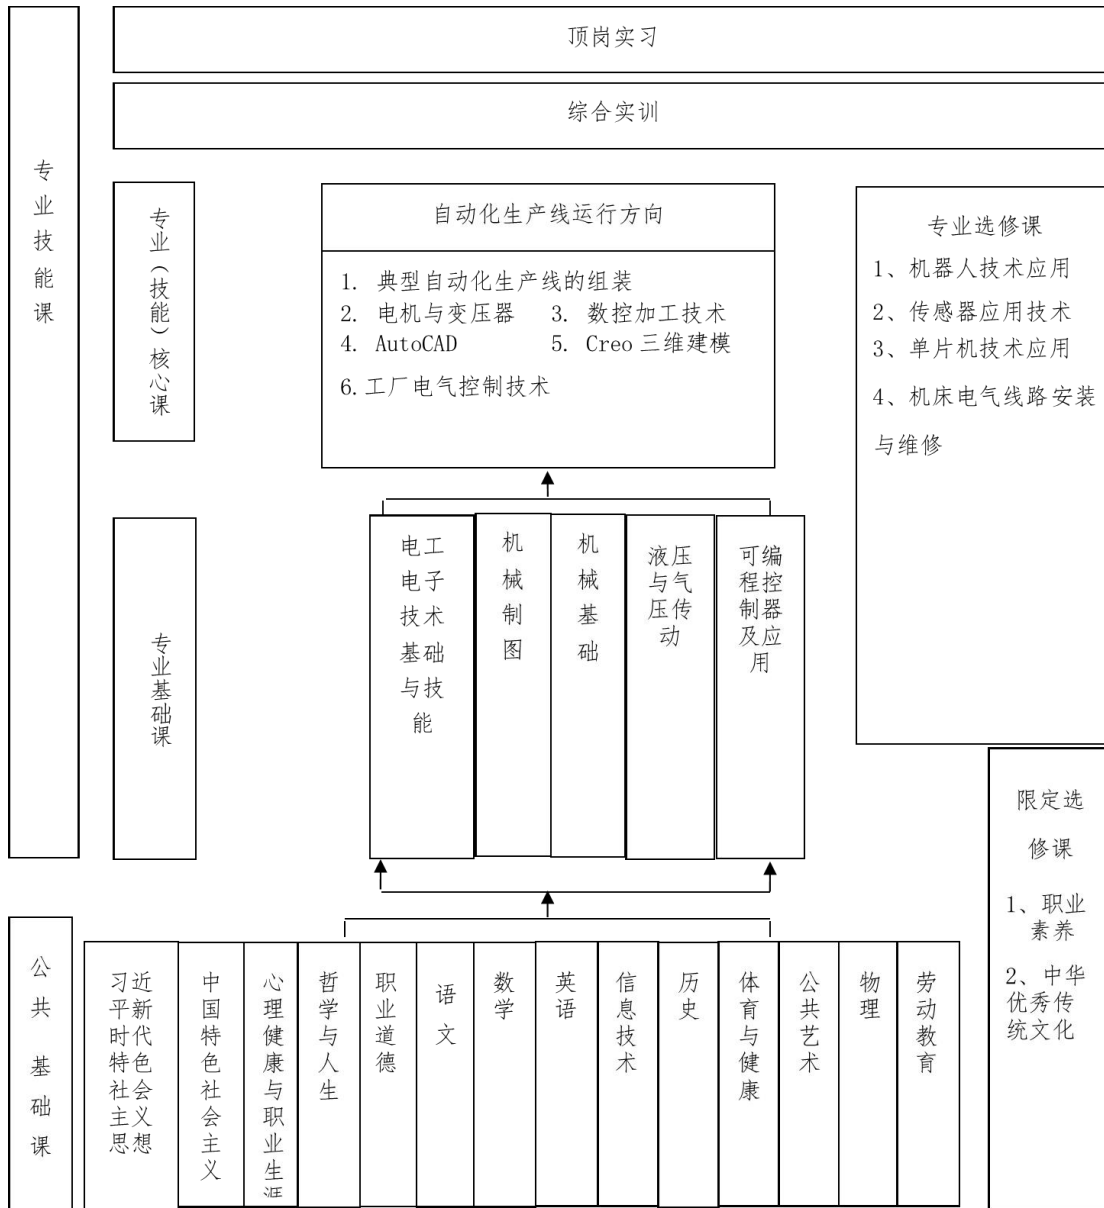 顶岗实习
综合实训
专业技能课
专业（技能）核心课
自动化生产线运行方向
1. 典型自动化生产线的组装
2. 电机与变压器 3. 数控加工技术
4. AutoCAD 5. Creo 三维建模
6.工厂电气控制技术
专业选修课
1、机器人技术应用
2、传感器应用技术
3、单片机技术应用
4、机床电气线路安装
与维修
专业基础课
电工
电子
技术
基础
与技
能
机械制图
机械基础
液压
与气
压传
动
可编
程控
制器
及应
用
限定选
修课
1、职业
素养
2、中华
优秀传
统文化
公共基础课
习近
平新
时代
特色
社会
主义
思想
中国特色社会主义
心理健康与职业生涯
哲学与人生
职业道德
语文
数学
英语
信息技术
历史
体育与健康
公共艺术
物理
劳动教育